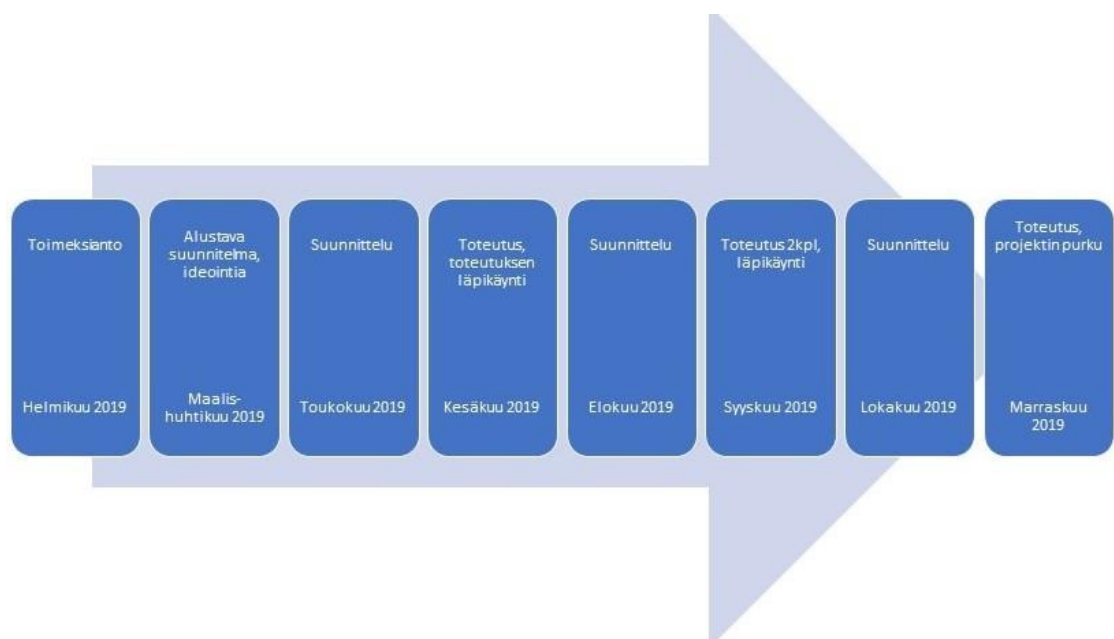 Toimeksianto
Helmikuu 2019
Alustava
suunnitelma,
ideointia
Maalis-
huhtikuu 2019
Suunnittelu
Toukokuu 2019
Toteutus,
toteutuksen
läpikäynti
Kesäkuu 2019
Suunnittelu
Elokuu 2019
Toteutus 2kpl,
läpikäynti
Syyskuu 2019
Suunnittelu
Lokakuu 2019
Toteutus,
projektin purku
Marraskuu
2019